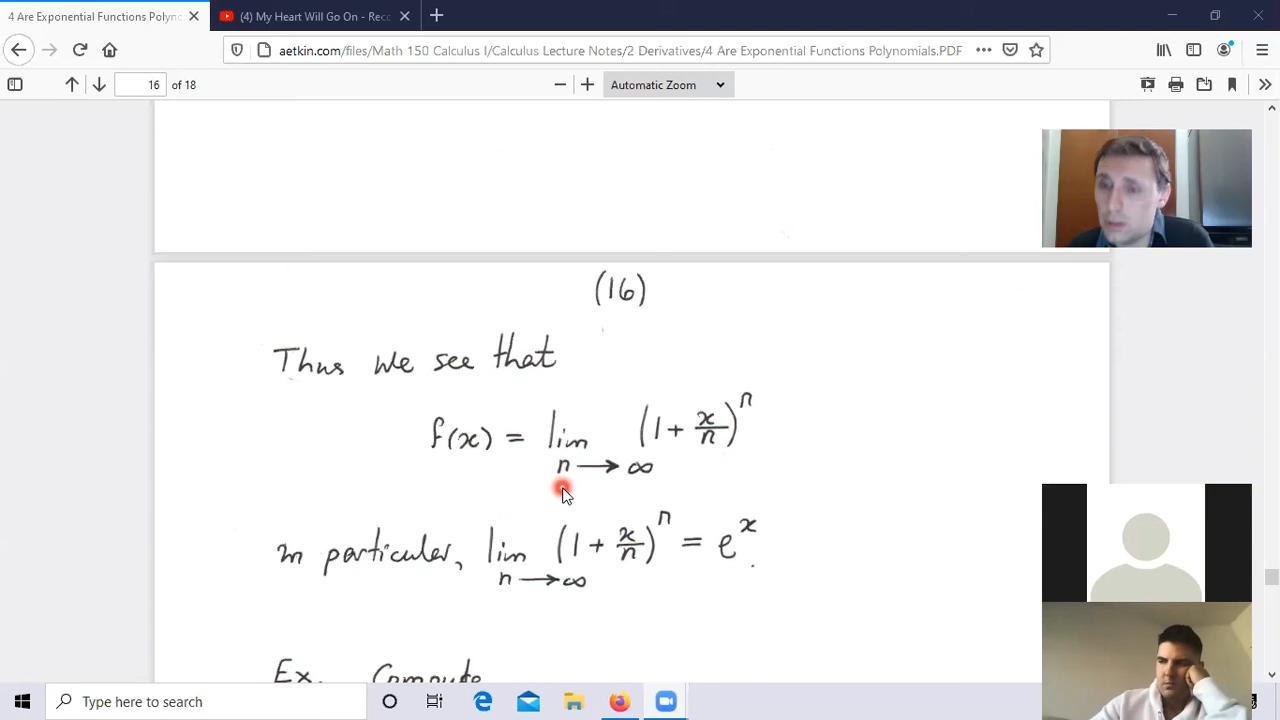 4 Are Exponential Functions Polyno
(4) My Heart Will Go On - Reco
aetkin.com/files/Math 150 Calculus I/Calculus Lecture Notes/2 Derivatives/4 Are Exponential Functions Polynomials.PDF
16 of 18
Automatic Zoom
(16)
Thus we see that
f(x) = lim n→∞ (1 + x/n)^n
In particular, lim n→∞ (1 + x/n)^n = e^x.
Ex. Compute
Type here to search